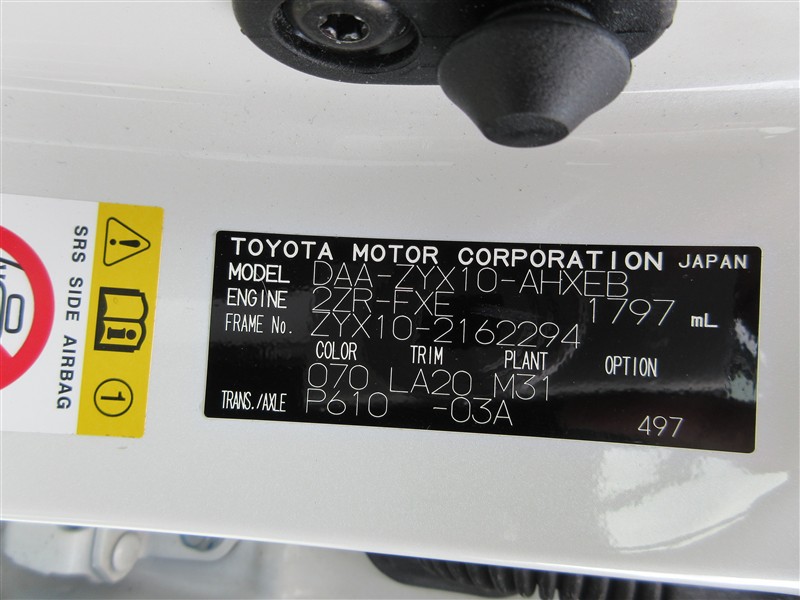 TOYOTA MOTOR CORPORATION JAPAN
MODEL DAA-ZYX10-AHXEB
ENGINE 2ZR-FXE 1797 mL
FRAME No. ZYX10-2162294
COLOR TRIM PLANT OPTION
070 LA20 M31
TRANS./AXLE P610 -03A
497
SRS SIDE AIRBAG
1